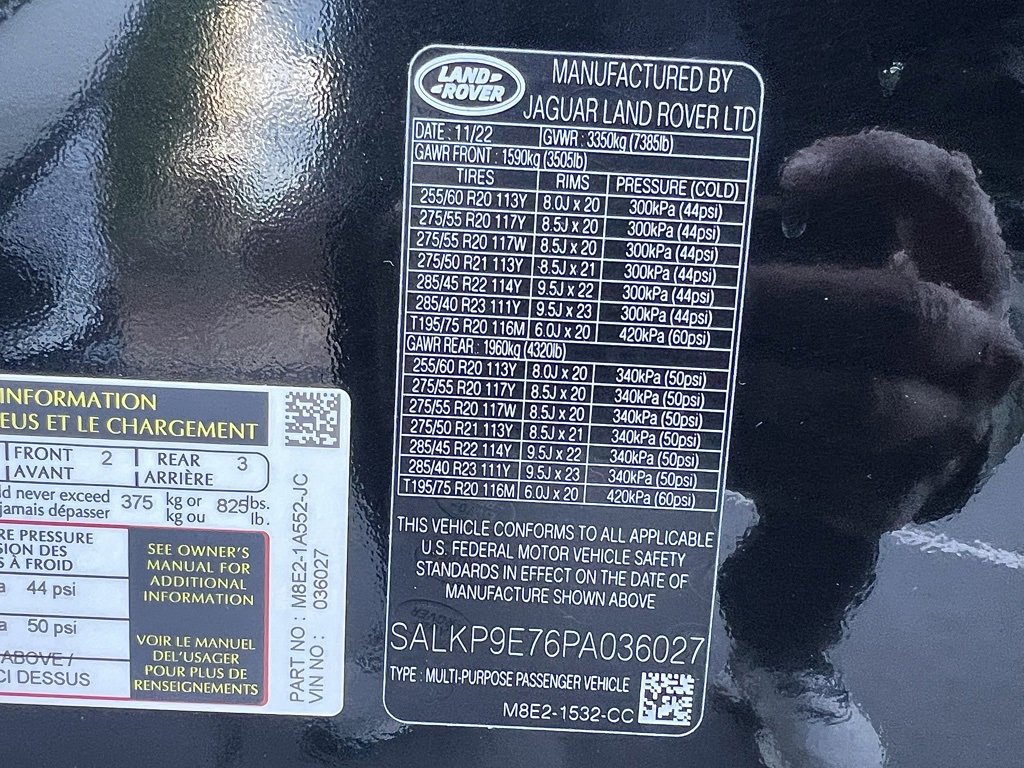 LAND-
-ROVER
MANUFACTURED BY
JAGUAR LAND ROVER LTD
DATE: 11/22 GVWR : 3350kg (7385lb)
GAWR FRONT : 1590kg (3505lb)
TIRES RIMS PRESSURE (COLD)
255/60 R20 113Y 8.0J x 20 300kPa (44psi)
275/55 R20 117Y 8.5J x 20 300kPa (44psi)
275/55 R20 117W 8.5J x 20 300kPa (44psi)
275/50 R21 113Y 8.5J x 21 300kPa (44psi)
285/45 R22 114Y 9.5J x 22 300kPa (44psi)
285/40 R23 111Y 9.5J x 23 300kPa (44psi)
T195/75 R20 116M 6.0J x 20 420kPa (60psi)
GAWR REAR : 1960kg (4320lb)
255/60 R20 113Y 8.0J x 20 340kPa (50psi)
275/55 R20 117Y 8.5J x 20 340kPa (50psi)
275/55 R20 117W 8.5J x 20 340kPa (50psi)
275/50 R21 113Y 8.5J x 21 340kPa (50psi)
285/45 R22 114Y 9.5J x 22 340kPa (50psi)
285/40 R23 111Y 9.5J x 23 340kPa (50psi)
T195/75 R20 116M 6.0J x 20 420kPa (60psi)
THIS VEHICLE CONFORMS TO ALL APPLICABLE
U.S. FEDERAL MOTOR VEHICLE SAFETY
STANDARDS IN EFFECT ON THE DATE OF
MANUFACTURE SHOWN ABOVE
SALKP9E76PA036027
TYPE : MULTI-PURPOSE PASSENGER VEHICLE
M8E2-1532-CC
INFORMATION
EUS ET LE CHARGEMENT
FRONT 2 REAR 3
AVANT ARRIÈRE
ld never exceed 375 kg or 825 lbs.
jamais dépasser kg ou lb.
RE PRESSURE
SION DES
S À FROID
a 44 psi
a 50 psi
ABOVE /
CI DESSUS
SEE OWNER'S
MANUAL FOR
ADDITIONAL
INFORMATION
VOIR LE MANUEL
DEL'USAGER
POUR PLUS DE
RENSEIGNEMENTS
PART NO : M8E2-1A552-JC
VIN NO : 036027